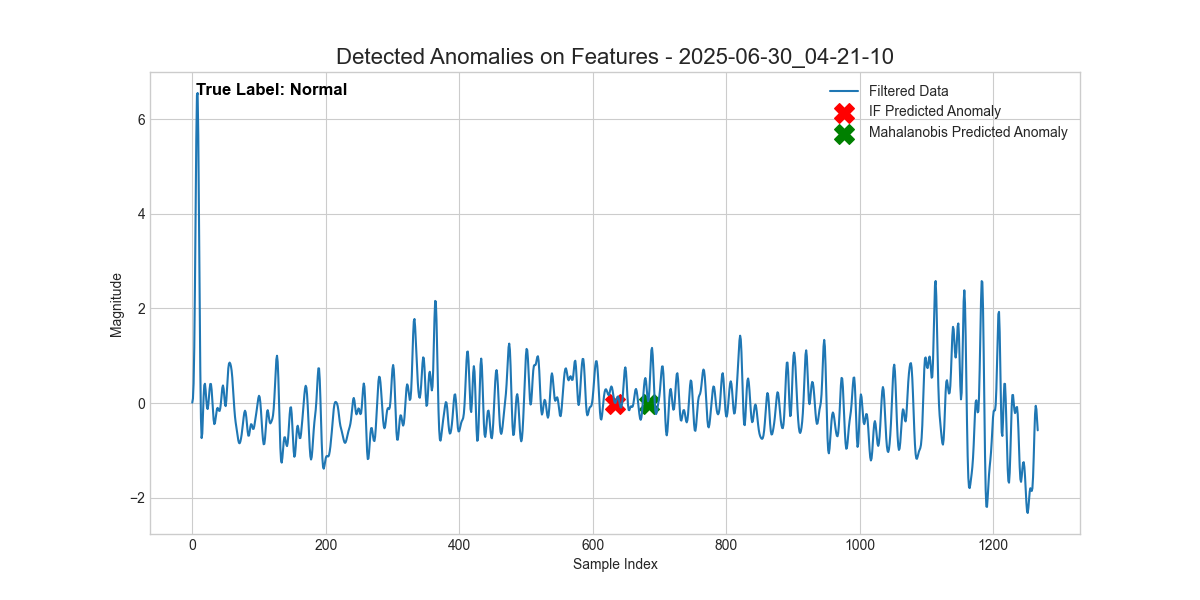 Detected Anomalies on Features - 2025-06-30_04-21-10
True Label: Normal
Filtered Data
IF Predicted Anomaly
Mahalanobis Predicted Anomaly
Magnitude
6
4
2
0
−2
0 200 400 600 800 1000 1200
Sample Index